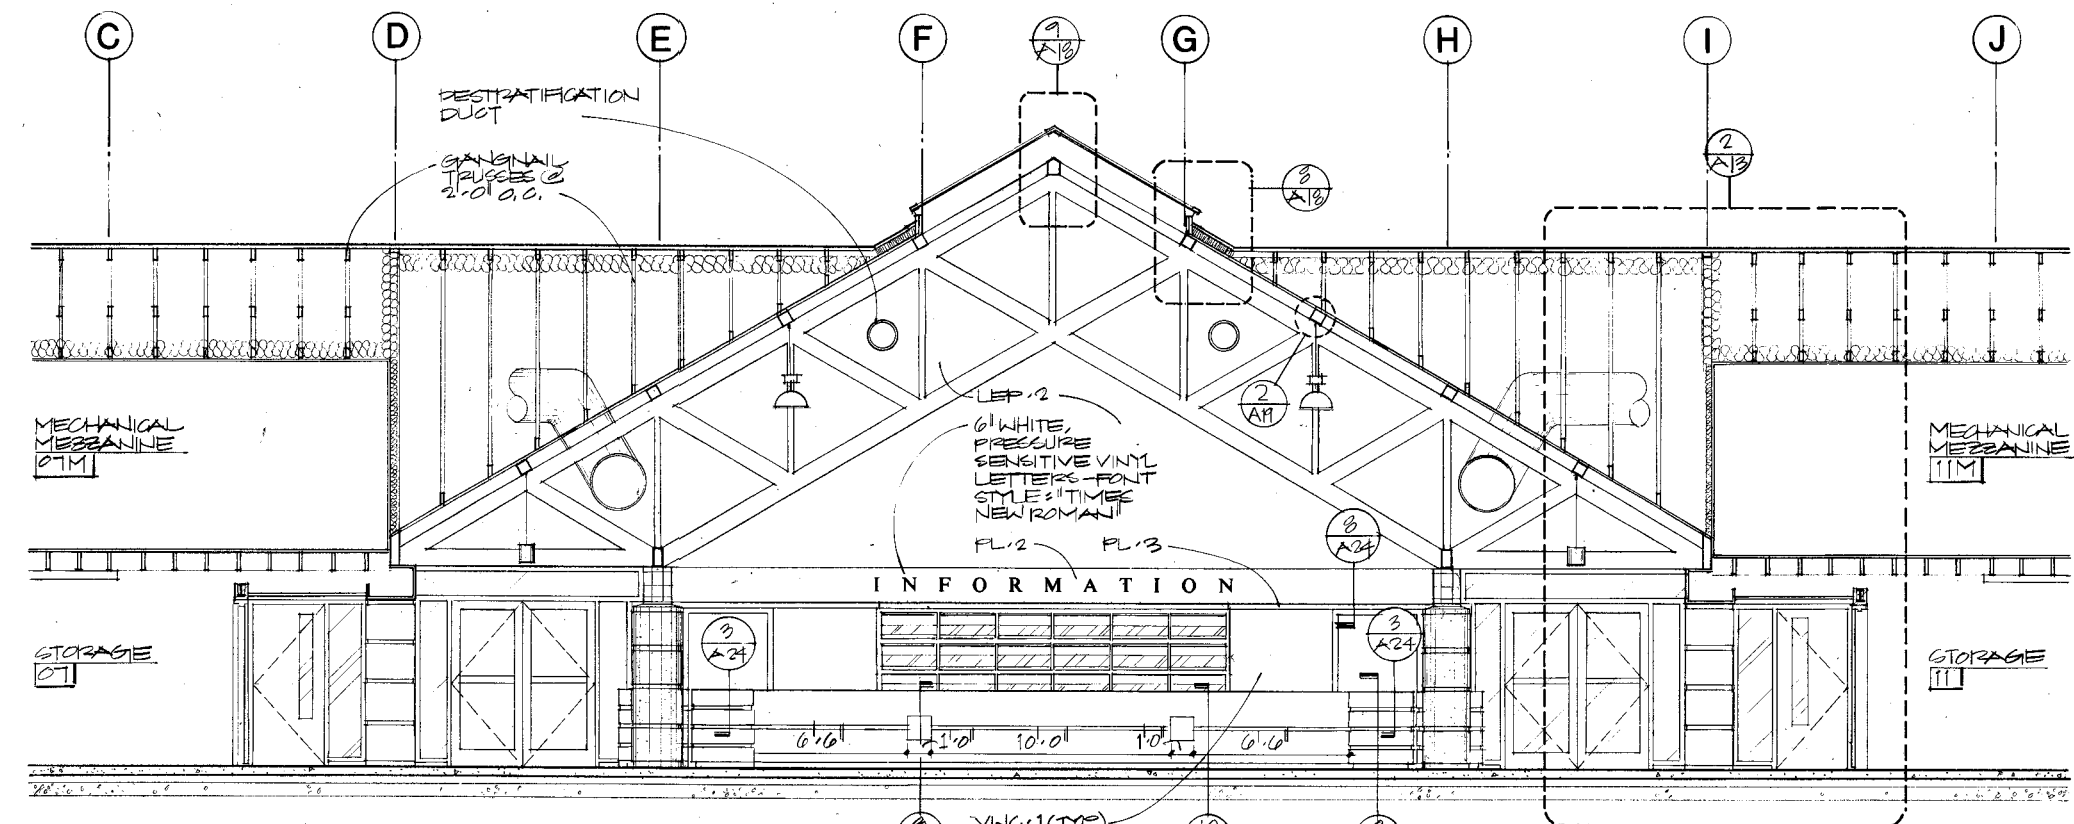 C
D
E
F
9
A18
G
H
I
J
DESTRATIFICATION
DUCT
GANGNAIL
TRUSSES @
2'-0" O.C.
2
A13
8
A18
2
A19
LEP-2
6" WHITE,
PRESSURE
SENSITIVE VINYL
LETTERS-FONT
STYLE: "TIMES
NEW ROMAN"
MECHANICAL
MEZZANINE
07M
MECHANICAL
MEZZANINE
11M
PL-2
PL-3
8
A24
INFORMATION
3
A24
3
A24
STORAGE
07
STORAGE
11
6'-6"
1'-0"
10'-0"
1'-0"
6'-6"